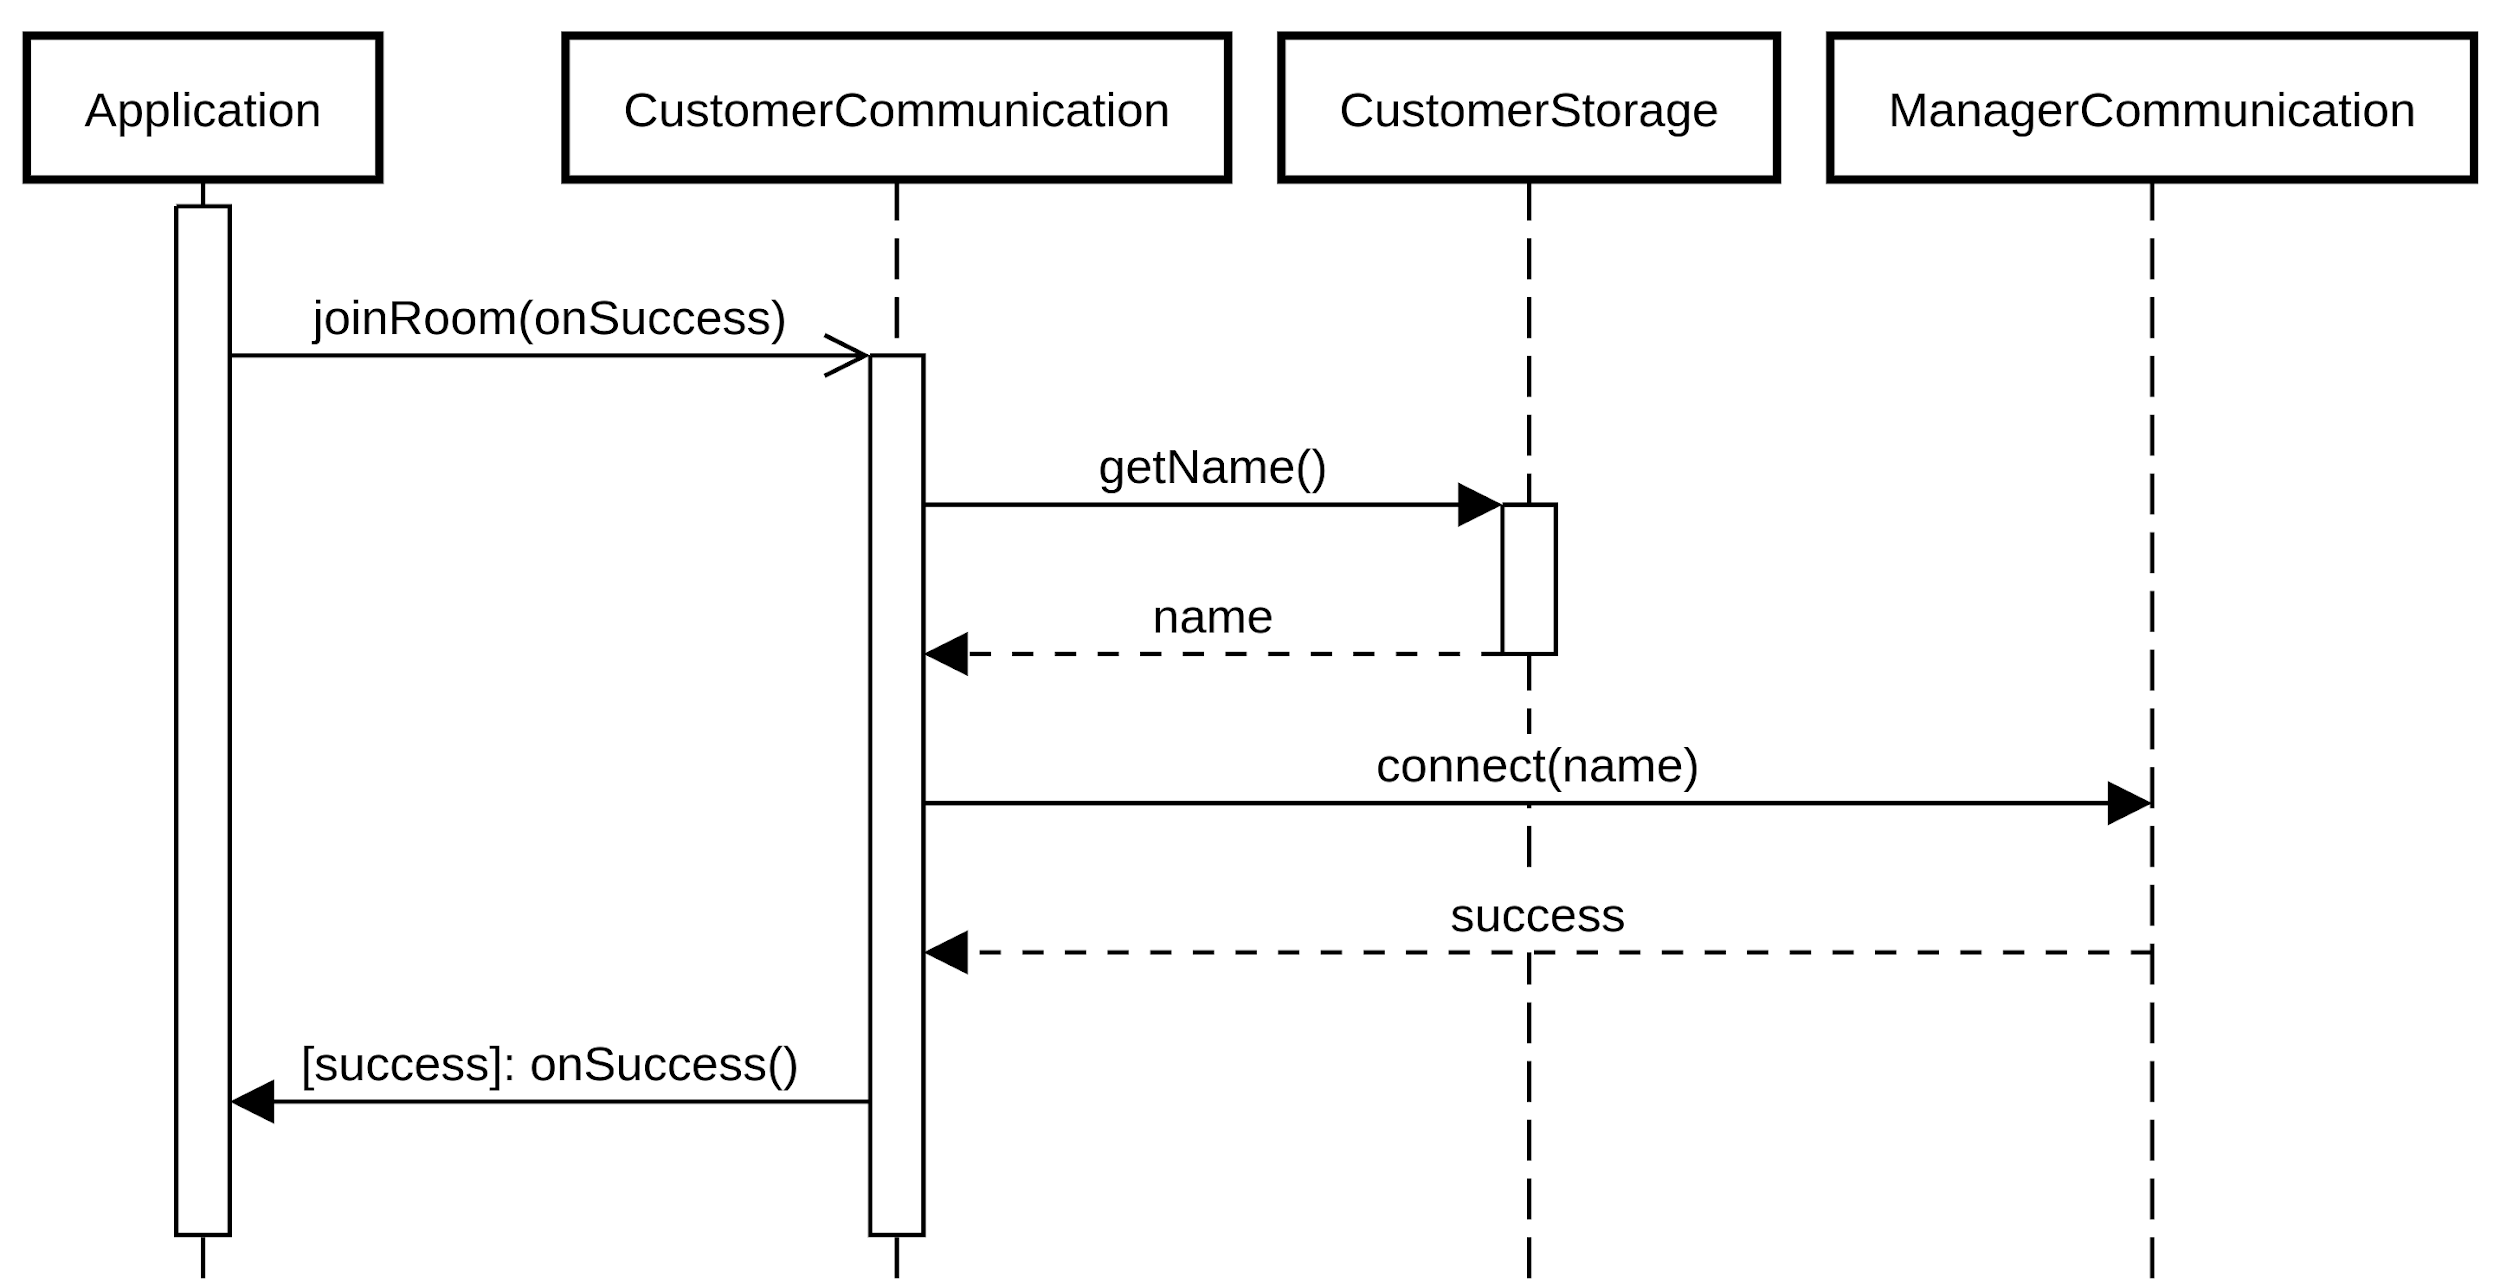 Application
CustomerCommunication
CustomerStorage
ManagerCommunication
joinRoom(onSuccess)
getName()
name
connect(name)
success
[success]: onSuccess()